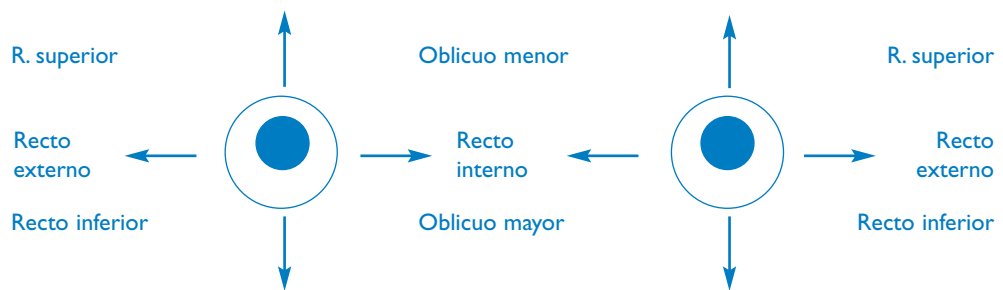 R. superior
Oblicuo menor
R. superior
Recto
externo
Recto
interno
Recto
externo
Recto inferior
Oblicuo mayor
Recto inferior